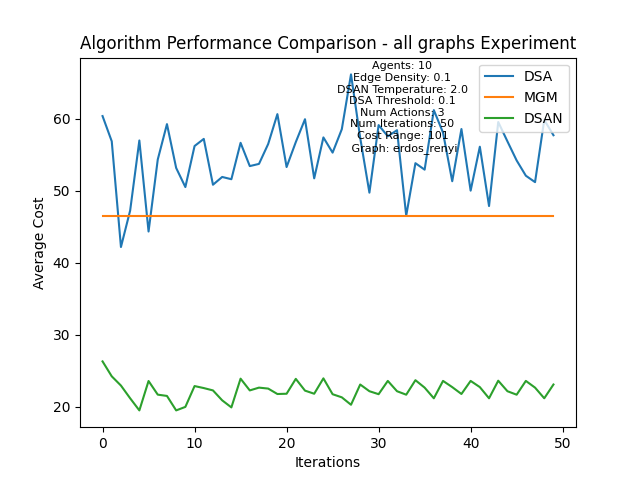 Algorithm Performance Comparison - all graphs Experiment
Agents: 10
Edge Density: 0.1
DSAN Temperature: 2.0
DSA Threshold: 0.1
Num Actions: 3
Num Iterations: 50
Cost Range: 101
Graph: erdos_renyi
DSA
MGM
DSAN
Average Cost
60
50
40
30
20
0
10
20
30
40
50
Iterations